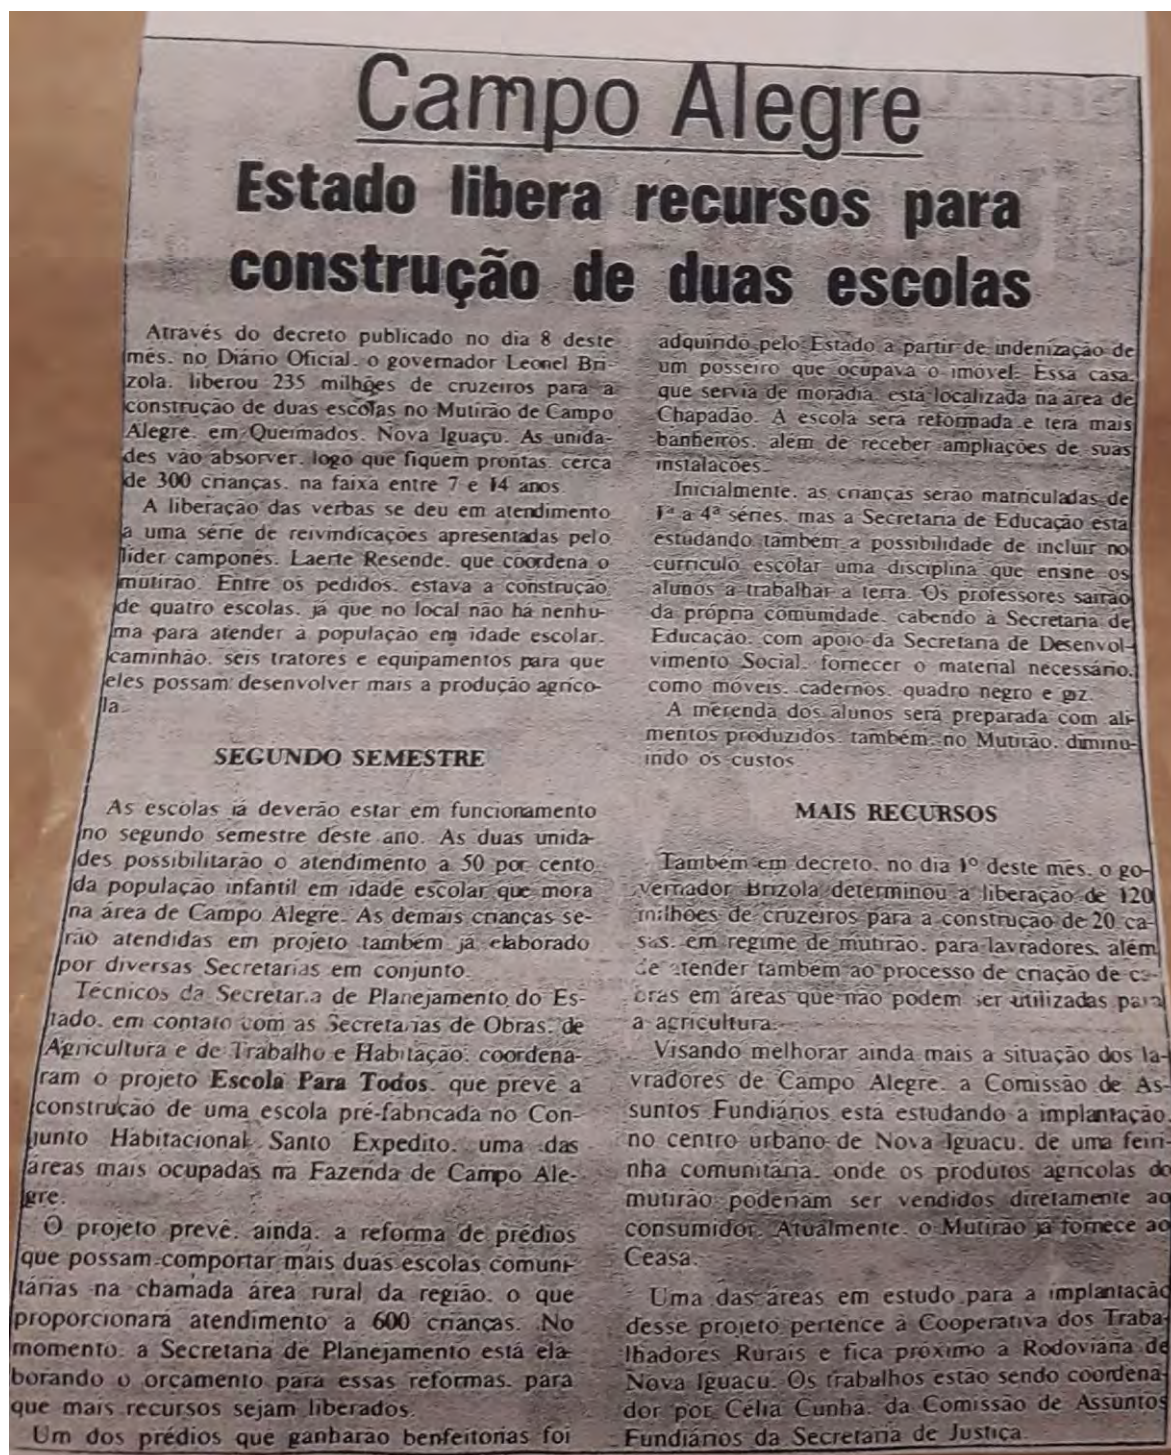 Campo Alegre
Estado libera recursos para
construção de duas escolas
Através do decreto publicado no dia 8 deste
mês, no Diário Oficial, o governador Leonel Bri-
zola, liberou 235 milhões de cruzeiros para a
construção de duas escolas no Mutirão de Campo
Alegre, em Queimados, Nova Iguaçu. As unida-
des vão absorver, logo que fiquem prontas, cerca
de 300 crianças, na faixa entre 7 e 14 anos.
A liberação das verbas se deu em atendimento
a uma série de reivindicações apresentadas pelo
líder camponês, Laerte Resende, que coordena o
mutirão. Entre os pedidos, estava a construção
de quatro escolas, já que no local não há nenhu-
ma para atender à população em idade escolar,
caminhão, seis tratores e equipamentos para que
eles possam desenvolver mais a produção agríco-
la.
SEGUNDO SEMESTRE
As escolas já deverão estar em funcionamento
no segundo semestre deste ano. As duas unida-
des possibilitarão o atendimento a 50 por cento
da população infantil em idade escolar que mora
na área de Campo Alegre. As demais crianças se-
rão atendidas em projeto também já elaborado
por diversas Secretarias em conjunto.
Técnicos da Secretaria de Planejamento do Es-
tado, em contato com as Secretarias de Obras, de
Agricultura e de Trabalho e Habitação, coordena-
ram o projeto Escola Para Todos, que prevê a
construção de uma escola pré-fabricada no Con-
junto Habitacional Santo Expedito, uma das
áreas mais ocupadas na Fazenda de Campo Ale-
gre.
O projeto prevê, ainda, a reforma de prédios
que possam comportar mais duas escolas comuni-
tárias na chamada área rural da região, o que
proporcionará atendimento a 600 crianças. No
momento, a Secretaria de Planejamento está ela-
borando o orçamento para essas reformas, para
que mais recursos sejam liberados.
Um dos prédios que ganharão benfeitorias foi
adquirido pelo Estado a partir de indenização de
um posseiro que ocupava o imóvel. Essa casa,
que servia de moradia, está localizada na área de
Chapadão. A escola será reformada e terá mais
banheiros, além de receber ampliações de suas
instalações.
Inicialmente, as crianças serão matriculadas de
1ª a 4ª séries, mas a Secretaria de Educação está
estudando também a possibilidade de incluir no
currículo escolar uma disciplina que ensine os
alunos a trabalhar a terra. Os professores sairão
da própria comunidade, cabendo à Secretaria de
Educação, com apoio da Secretaria de Desenvol-
vimento Social, fornecer o material necessário,
como móveis, cadernos, quadro negro e giz.
A merenda dos alunos será preparada com ali-
mentos produzidos, também, no Mutirão, diminu-
indo os custos
MAIS RECURSOS
Também em decreto, no dia 1º deste mês, o go-
vernador Brizola determinou a liberação de 120
milhões de cruzeiros para a construção de 20 ca-
sas, em regime de mutirão, para lavradores, além
de atender também ao processo de criação de ca-
bras em áreas que não podem ser utilizadas para
a agricultura.
Visando melhorar ainda mais a situação dos la-
vradores de Campo Alegre, a Comissão de As-
suntos Fundiários está estudando a implantação,
no centro urbano de Nova Iguaçu, de uma feiri-
nha comunitária, onde os produtos agrícolas do
mutirão poderiam ser vendidos diretamente ao
consumidor. Atualmente, o Mutirão já fornece ao
Ceasa.
Uma das áreas em estudo para a implantação
desse projeto pertence à Cooperativa dos Traba-
lhadores Rurais e fica próximo a Rodoviária de
Nova Iguaçu. Os trabalhos estão sendo coordena-
dor por Célia Cunha, da Comissão de Assuntos
Fundiários da Secretaria de Justiça.